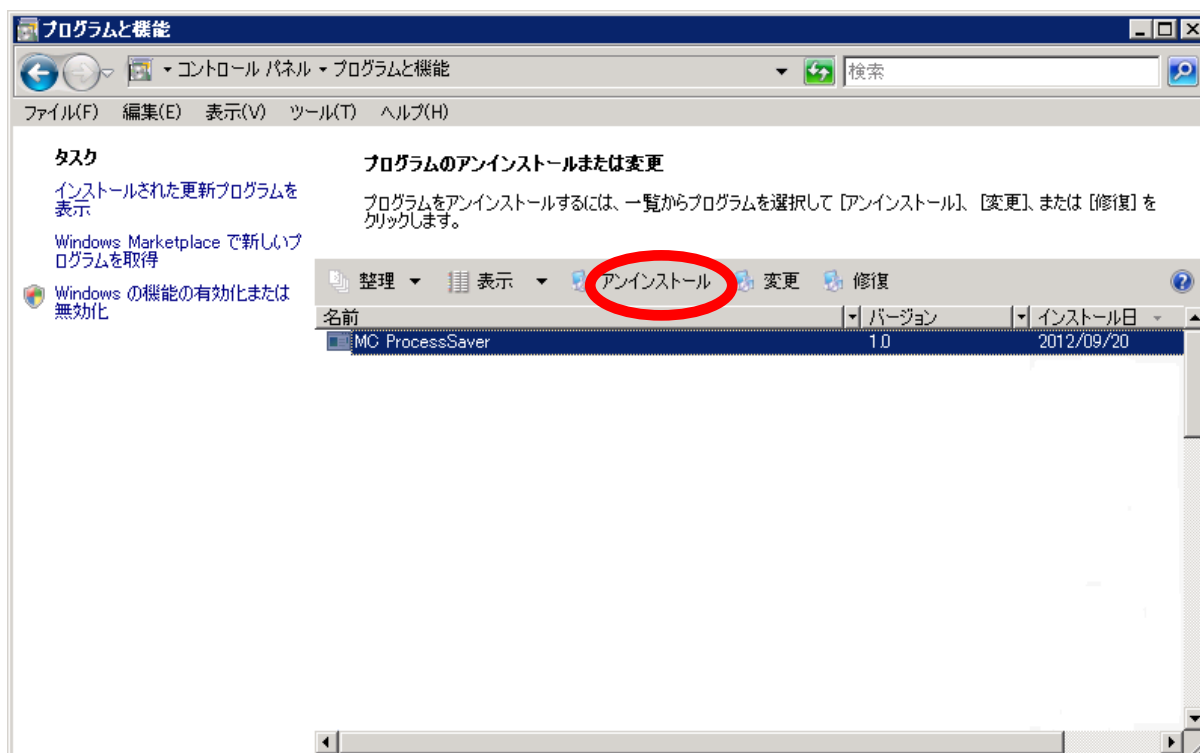 プログラムと機能
コントロール パネル ▾ プログラムと機能
検索
ファイル(F) 編集(E) 表示(V) ツール(T) ヘルプ(H)
タスク
インストールされた更新プログラムを
表示
Windows Marketplace で新しいプ
ログラムを取得
Windows の機能の有効化または
無効化
プログラムのアンインストールまたは変更
プログラムをアンインストールするには、一覧からプログラムを選択して [アンインストール]、[変更]、または [修復] を
クリックします。
整理 表示 アンインストール 変更 修復
名前 バージョン インストール日
MC ProcessSaver 1.0 2012/09/20